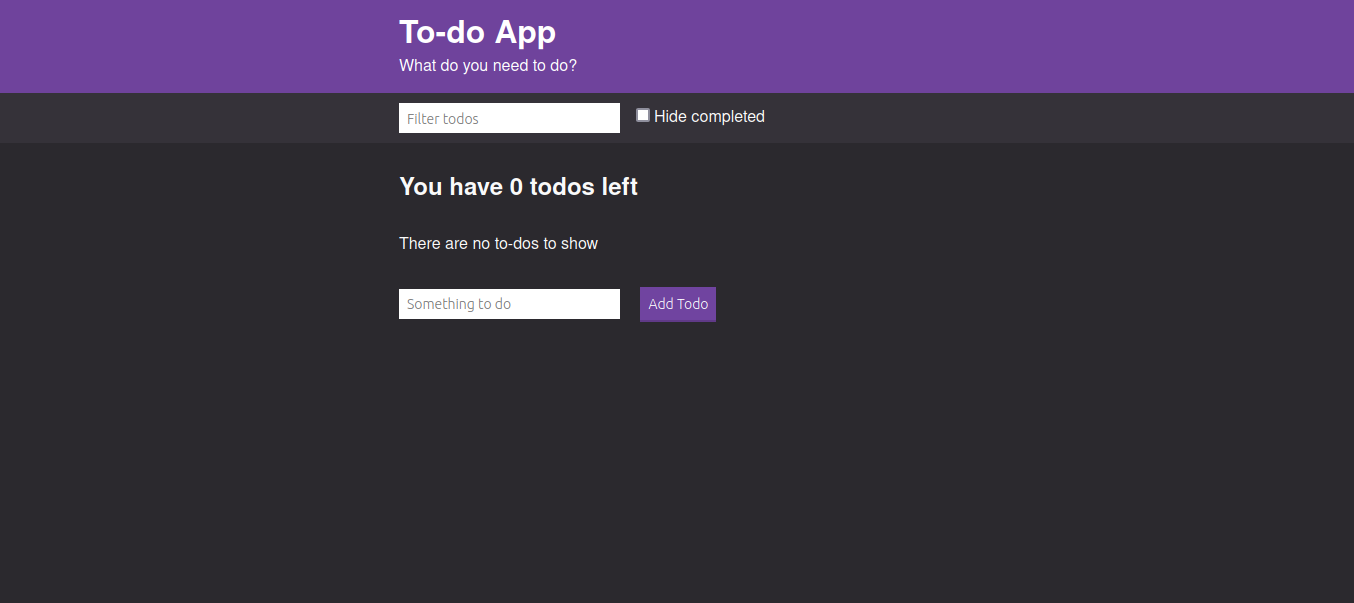 To-do App
What do you need to do?
Filter todos
Hide completed
You have 0 todos left
There are no to-dos to show
Something to do
Add Todo